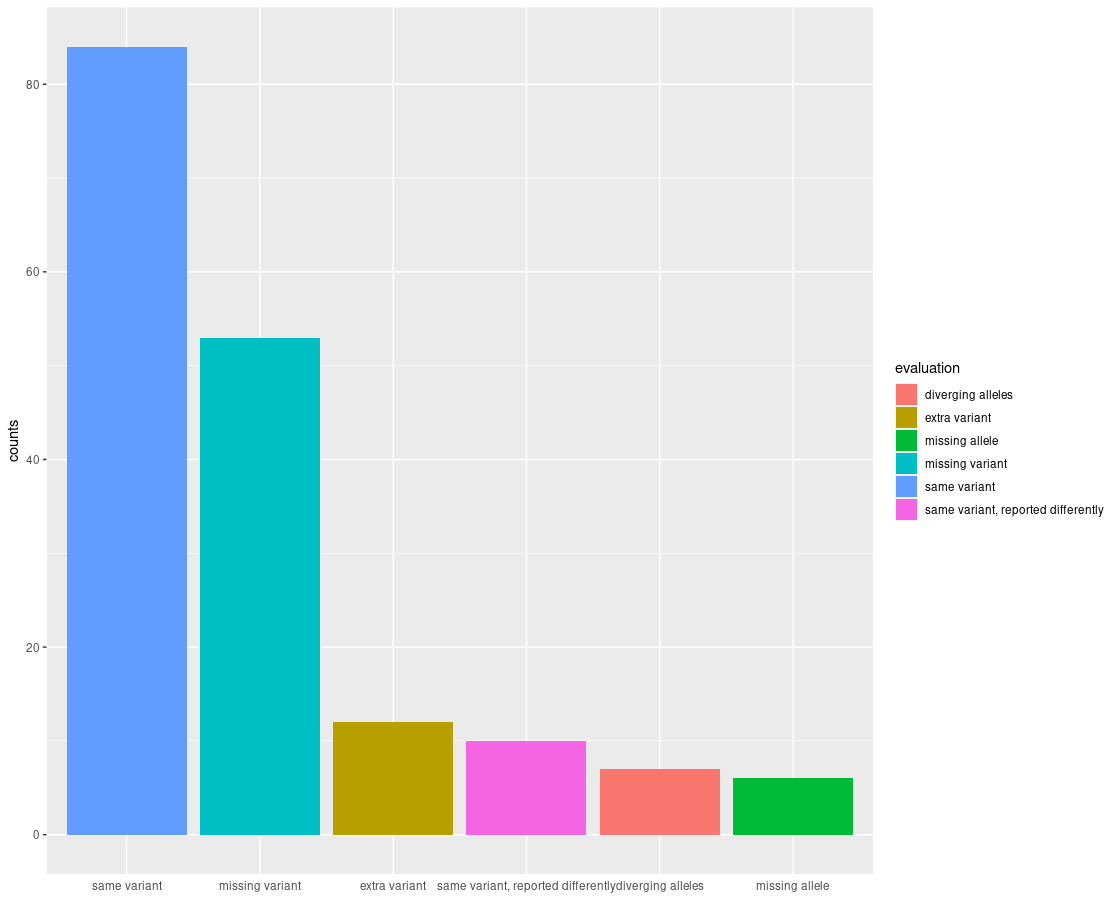 counts
80
60
40
20
0
same variant
missing variant
extra variant
same variant, reported differently
diverging alleles
missing allele
evaluation
diverging alleles
extra variant
missing allele
missing variant
same variant
same variant, reported differently